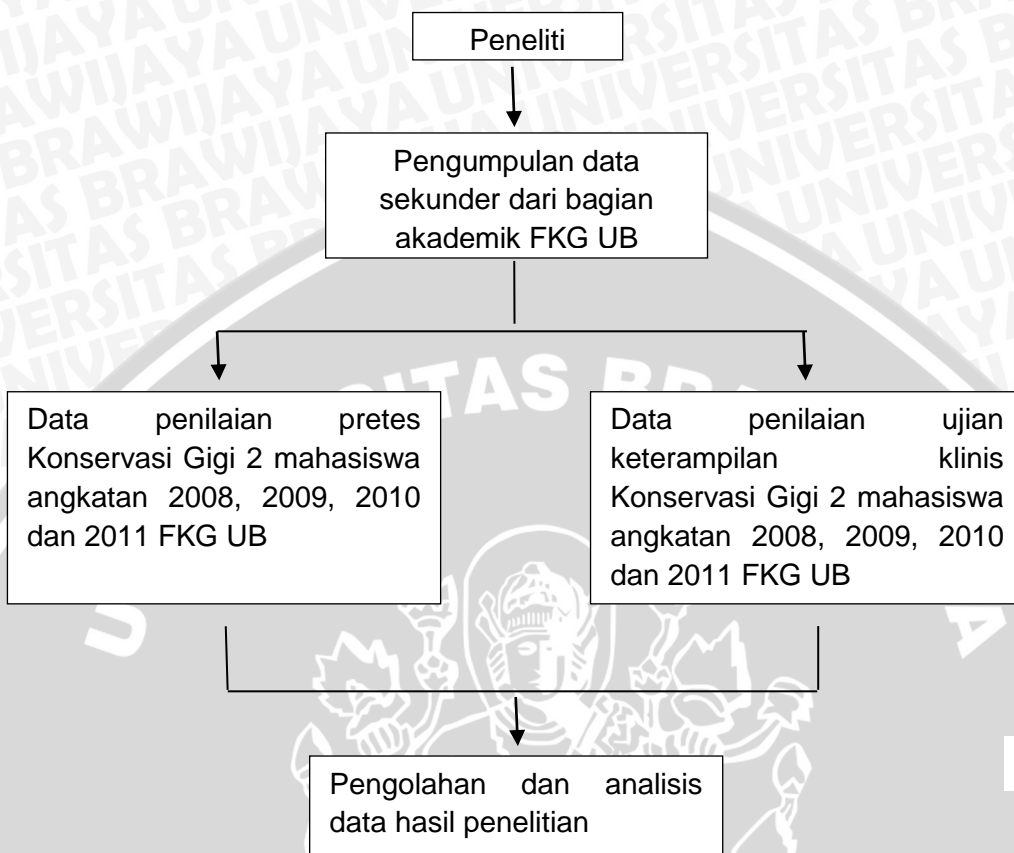 Peneliti
Pengumpulan data
sekunder dari bagian
akademik FKG UB
Data penilaian pretes
Konservasi Gigi 2 mahasiswa
angkatan 2008, 2009, 2010
dan 2011 FKG UB
Data penilaian ujian
keterampilan klinis
Konservasi Gigi 2 mahasiswa
angkatan 2008, 2009, 2010
dan 2011 FKG UB
Pengolahan dan analisis
data hasil penelitian